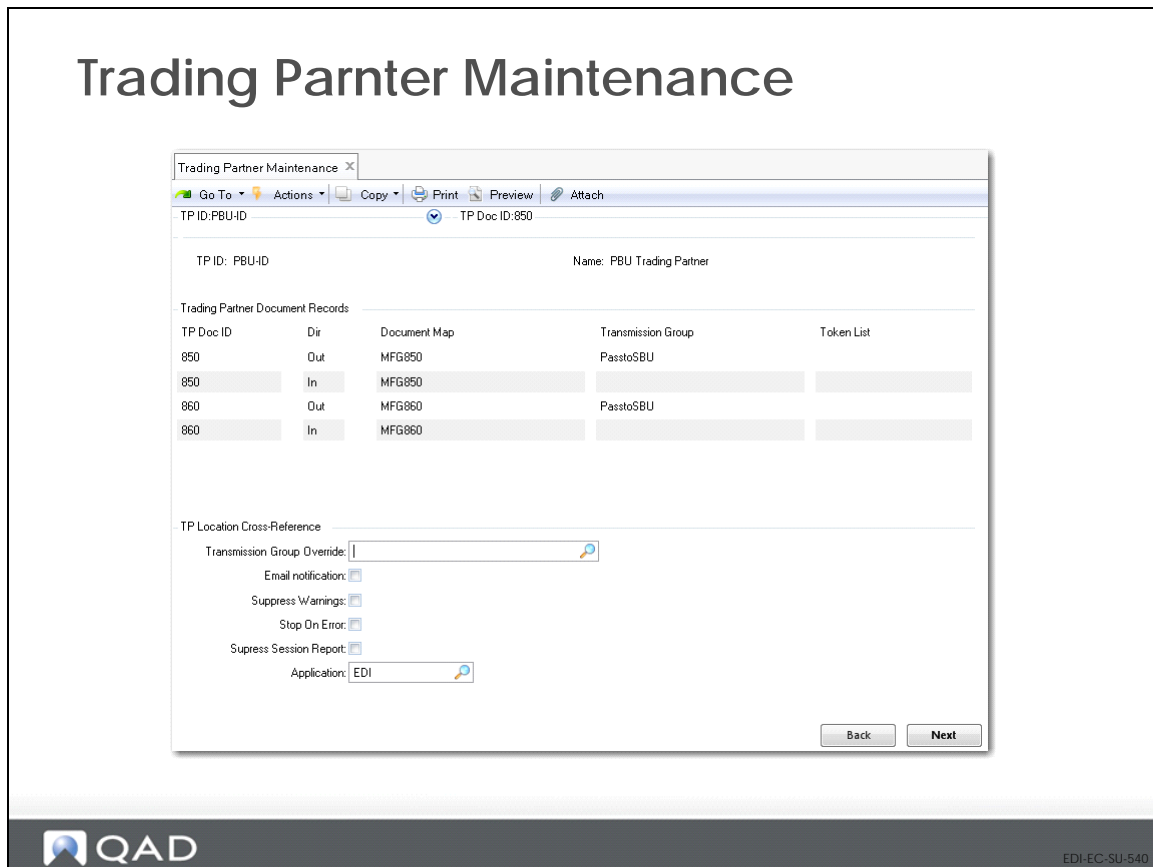 Trading Parnter Maintenance
Trading Partner Maintenance X
Go To Actions Copy Print Preview Attach
TP ID:PBU-ID TP Doc ID:850
TP ID: PBU-ID Name: PBU Trading Partner
Trading Partner Document Records
TP Doc ID Dir Document Map Transmission Group Token List
850 Out MFG850 PasstoSBU
850 In MFG850
860 Out MFG860 PasstoSBU
860 In MFG860
TP Location Cross-Reference
Transmission Group Override:
Email notification:
Suppress Warnings:
Stop On Error:
Supress Session Report:
Application: EDI
Back Next
QAD EDI-EC-SU-540